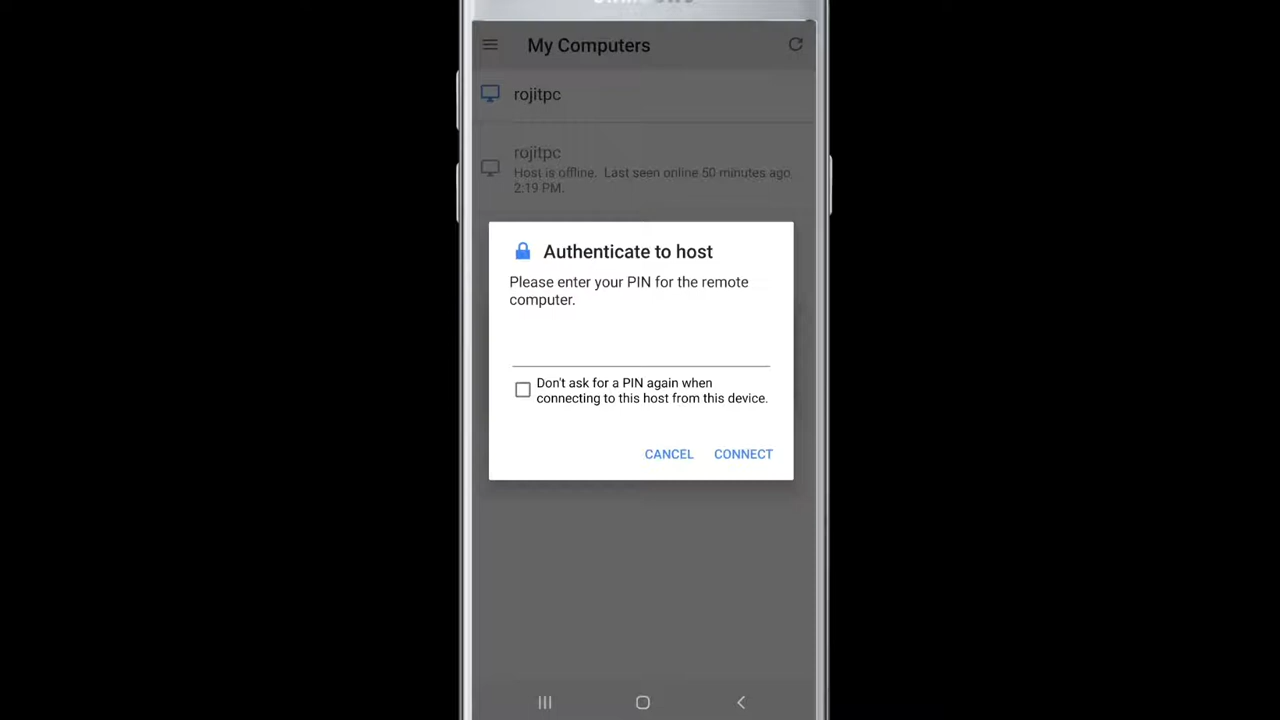 My Computers
rojitpc
rojitpc
Host is offline. Last seen online 50 minutes ago,
2:19 PM.
Authenticate to host
Please enter your PIN for the remote
computer.
Don't ask for a PIN again when
connecting to this host from this device.
CANCEL CONNECT